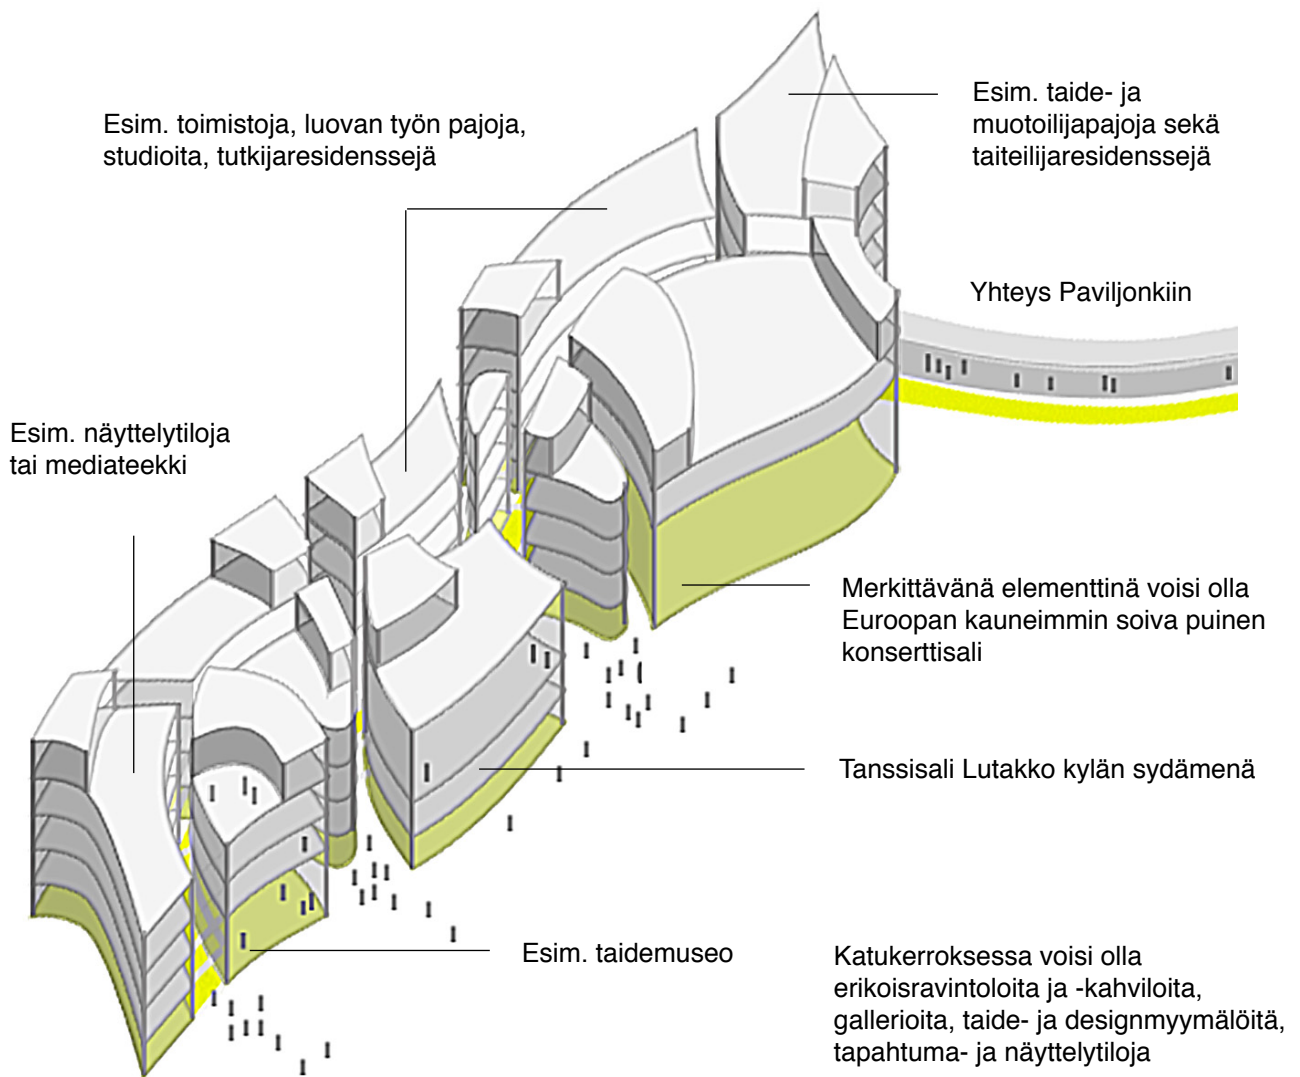 Esim. taide- ja
muotoilijapajoja sekä
taiteilijaresidenssejä
Esim. toimistoja, luovan työn pajoja,
studioita, tutkijaresidenssejä
Yhteys Paviljonkiin
Esim. näyttelytiloja
tai mediateekki
Merkittävänä elementtinä voisi olla
Euroopan kauneimmin soiva puinen
konserttisali
Tanssisali Lutakko kylän sydämenä
Esim. taidemuseo
Katukerroksessa voisi olla
erikoisravintoloita ja -kahviloita,
gallerioita, taide- ja designmyymälöitä,
tapahtuma- ja näyttelytiloja